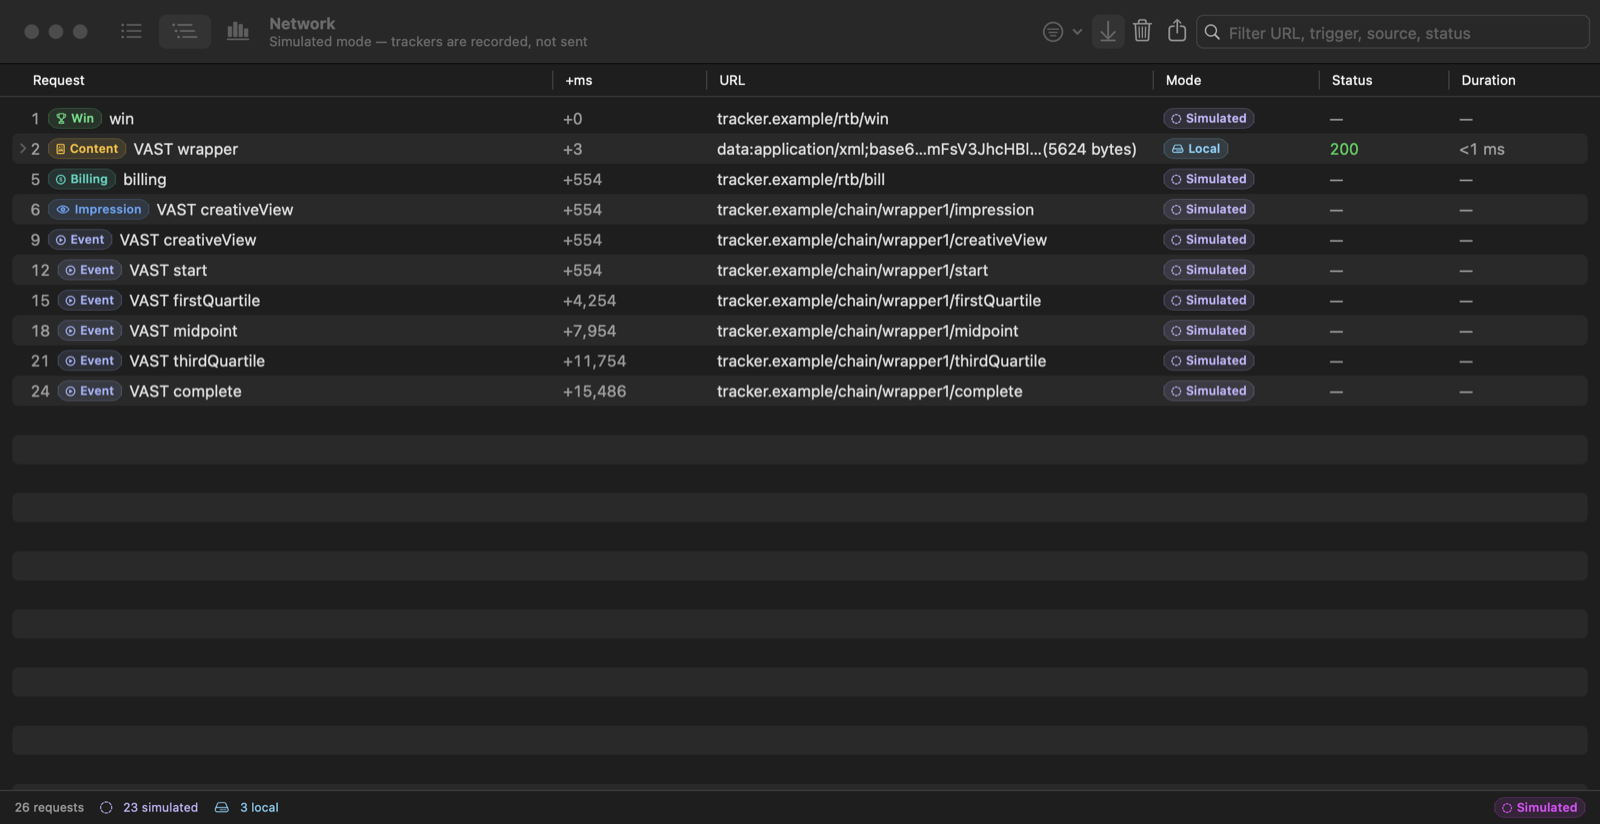 Network
Simulated mode — trackers are recorded, not sent
Filter URL, trigger, source, status
Request +ms URL Mode Status Duration
1 Win win +0 tracker.example/rtb/win Simulated — —
2 Content VAST wrapper +3 data:application/xml;base6...mFsV3JhcHBl...(5624 bytes) Local 200 <1 ms
5 Billing billing +554 tracker.example/rtb/bill Simulated — —
6 Impression VAST creativeView +554 tracker.example/chain/wrapper1/impression Simulated — —
9 Event VAST creativeView +554 tracker.example/chain/wrapper1/creativeView Simulated — —
12 Event VAST start +554 tracker.example/chain/wrapper1/start Simulated — —
15 Event VAST firstQuartile +4,254 tracker.example/chain/wrapper1/firstQuartile Simulated — —
18 Event VAST midpoint +7,954 tracker.example/chain/wrapper1/midpoint Simulated — —
21 Event VAST thirdQuartile +11,754 tracker.example/chain/wrapper1/thirdQuartile Simulated — —
24 Event VAST complete +15,486 tracker.example/chain/wrapper1/complete Simulated — —
26 requests 23 simulated 3 local Simulated